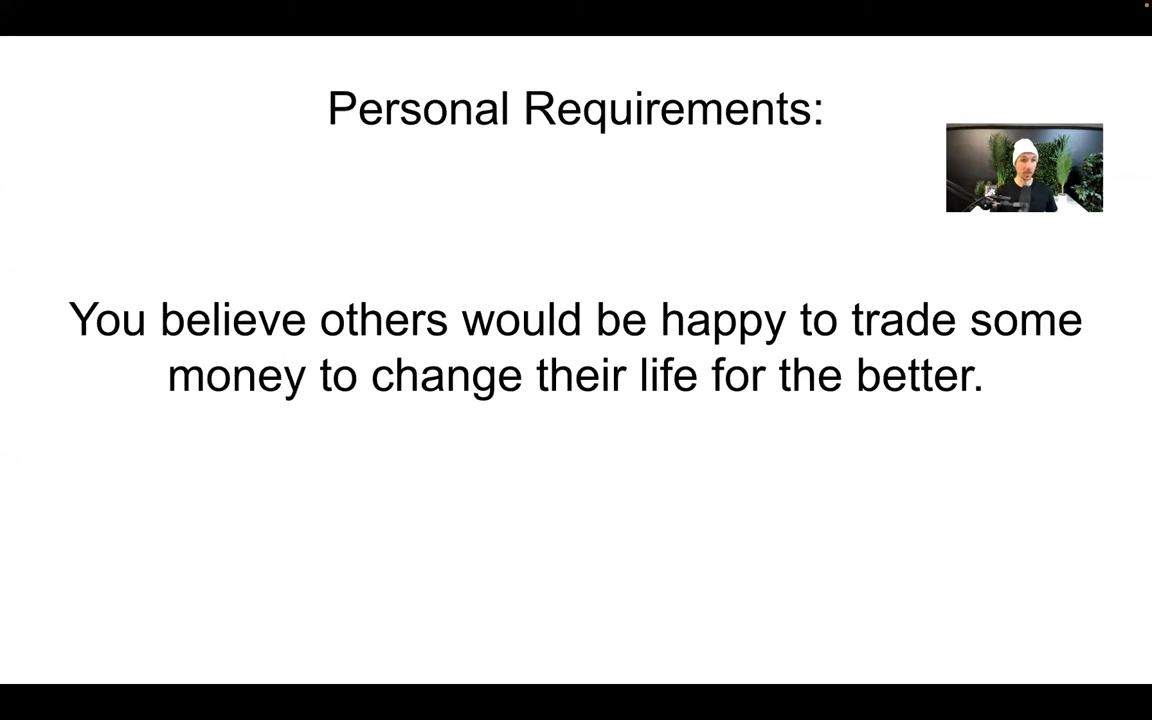 Personal Requirements:
You believe others would be happy to trade some
money to change their life for the better.